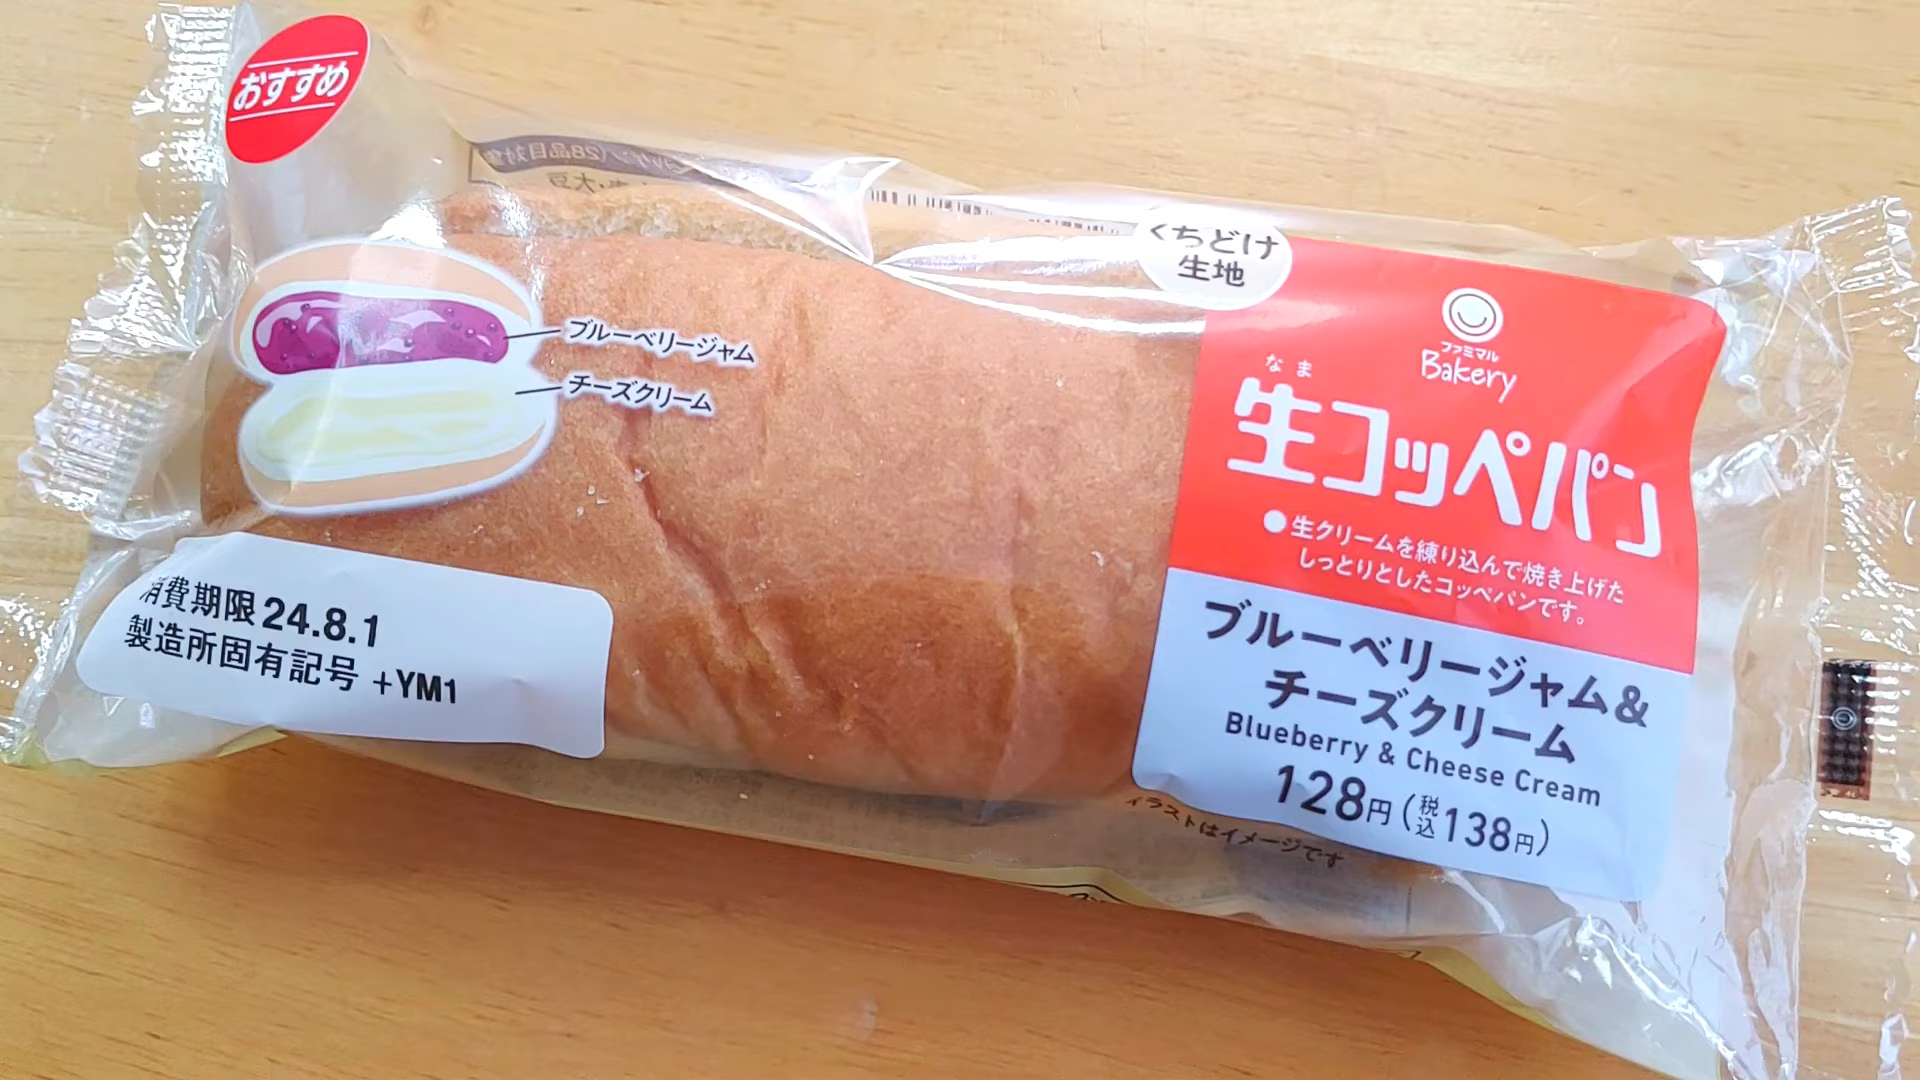 おすすめ
ブルーベリージャム
チーズクリーム
消費期限 24.8.1
製造所固有記号 +YM1
くちどけ
生地
ファミマル
Bakery
なま
生コッペパン
●生クリームを練り込んで焼き上げた
しっとりとしたコッペパンです。
ブルーベリージャム&
チーズクリーム
Blueberry & Cheese Cream
128円(税込138円)
イラストはイメージです